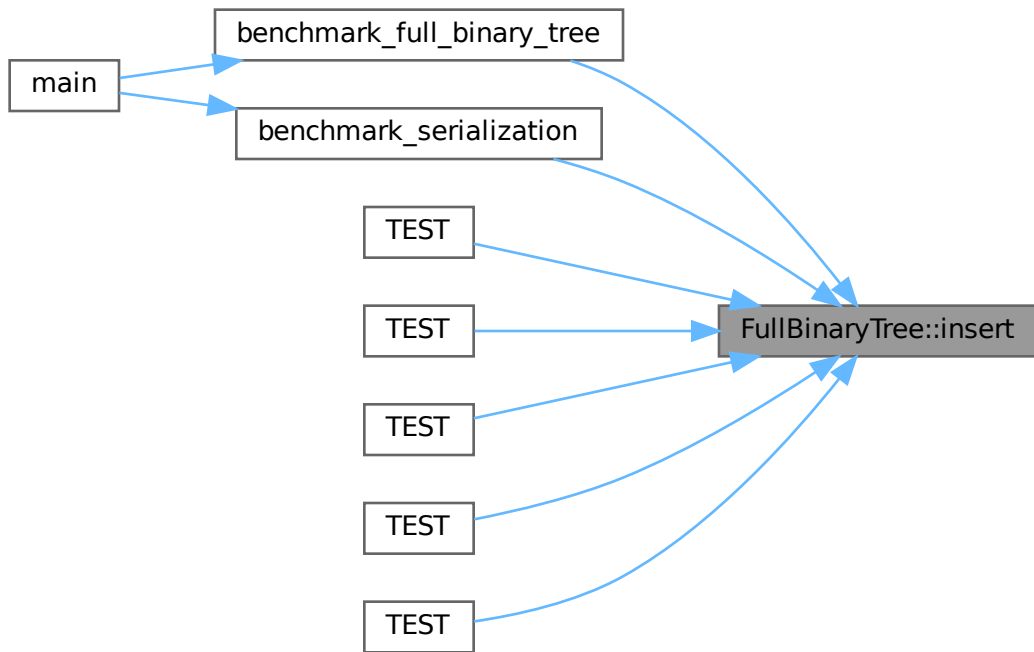 benchmark_full_binary_tree
main
benchmark_serialization
TEST
TEST
FullBinaryTree::insert
TEST
TEST
TEST